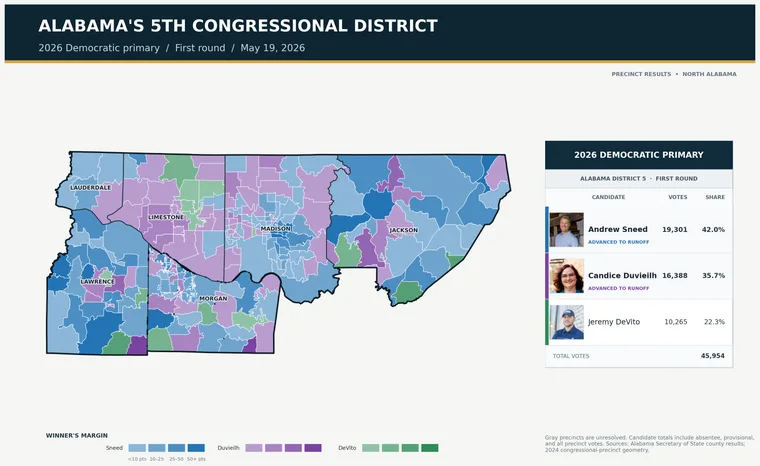 ALABAMA'S 5TH CONGRESSIONAL DISTRICT
2026 Democratic primary / First round / May 19, 2026
PRECINCT RESULTS • NORTH ALABAMA
LAUDERDALE
LIMESTONE
MADISON
JACKSON
LAWRENCE
MORGAN
2026 DEMOCRATIC PRIMARY
ALABAMA DISTRICT 5 · FIRST ROUND
CANDIDATE VOTES SHARE
Andrew Sneed 19,301 42.0%
ADVANCED TO RUNOFF
Candice Duvieilh 16,388 35.7%
ADVANCED TO RUNOFF
Jeremy DeVito 10,265 22.3%
TOTAL VOTES 45,954
WINNER'S MARGIN
Sneed Duvieilh DeVito
<10 pts 10-25 25-50 50+ pts
Gray precincts are unresolved. Candidate totals include absentee, provisional,
and all precinct votes. Sources: Alabama Secretary of State county results;
2024 congressional-precinct geometry.